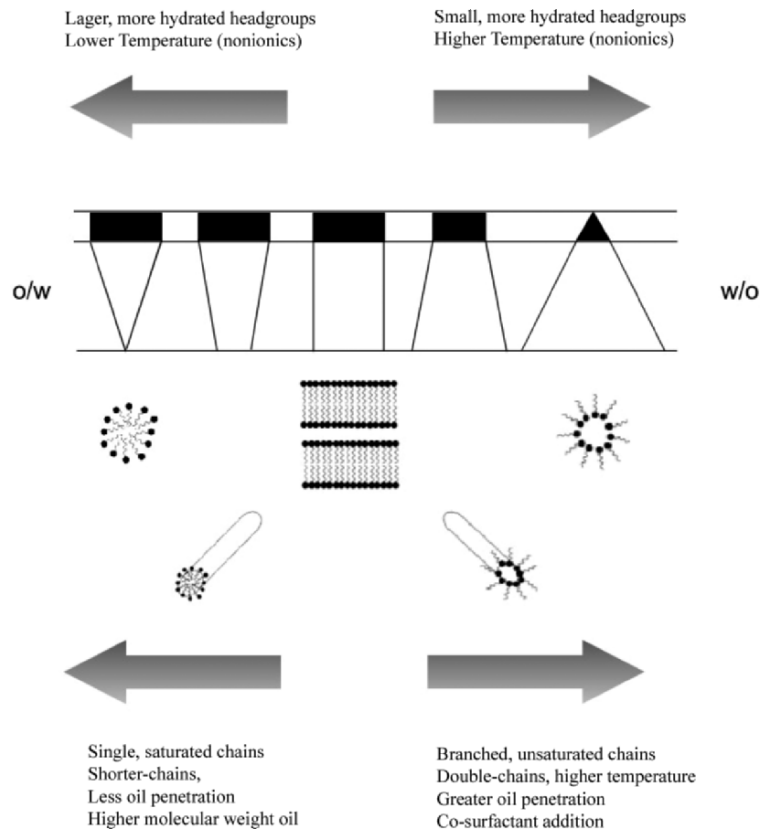 Lager, more hydrated headgroups
Lower Temperature (nonionics)
Small, more hydrated headgroups
Higher Temperature (nonionics)
o/w
w/o
Single, saturated chains
Shorter-chains,
Less oil penetration
Higher molecular weight oil
Branched, unsaturated chains
Double-chains, higher temperature
Greater oil penetration
Co-surfactant addition